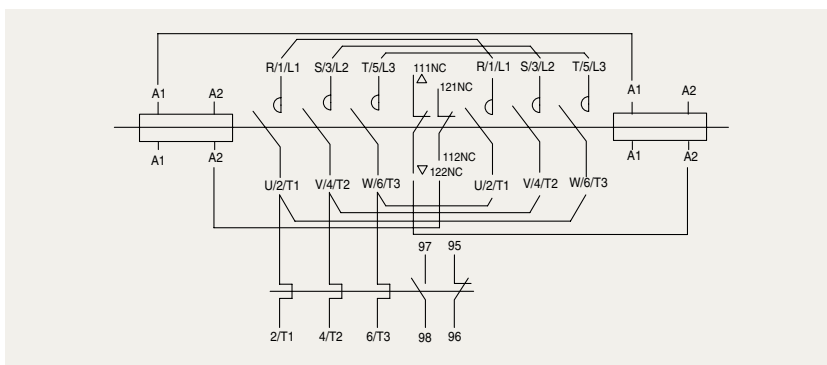 R/1/L1 S/3/L2 T/5/L3 111NC R/1/L1 S/3/L2 T/5/L3
121NC
A1 A2 A1 A2
A1 A2 A1 A2
112NC
122NC
U/2/T1 V/4/T2 W/6/T3 U/2/T1 V/4/T2 W/6/T3
97 95
2/T1 4/T2 6/T3 98 96